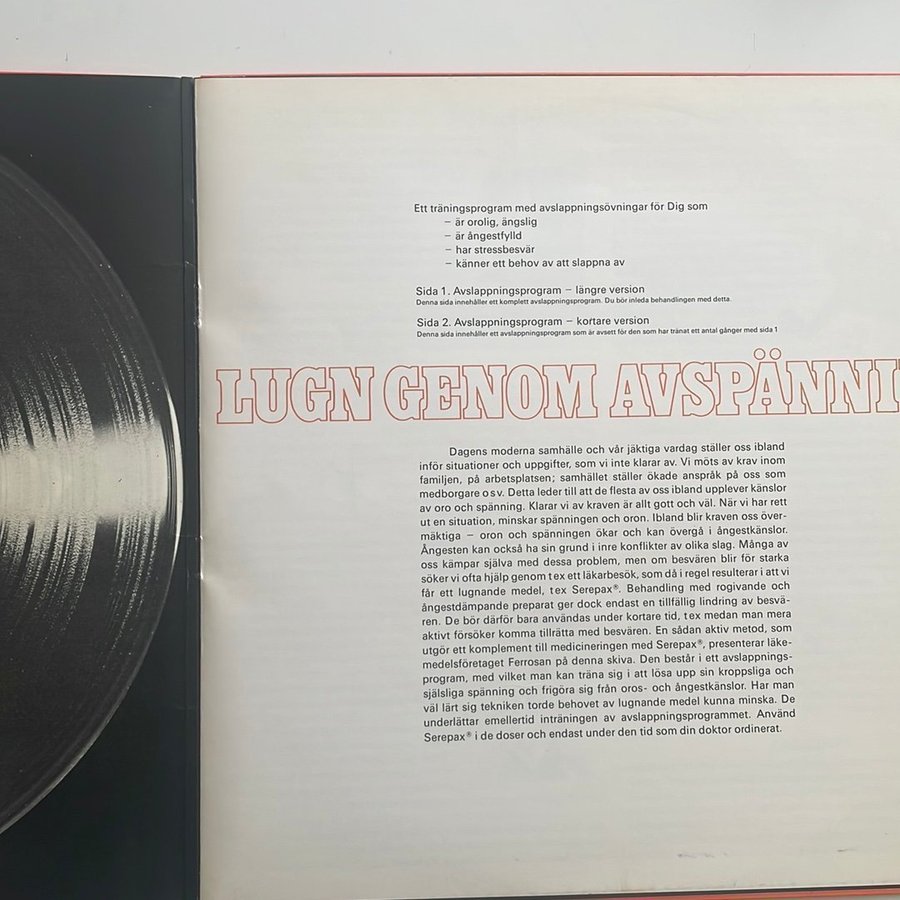 Ett träningsprogram med avslappningsövningar för Dig som
– är orolig, ängslig
– är ångestfylld
– har stressbesvär
– känner ett behov av att slappna av
Sida 1. Avslappningsprogram – längre version
Denna sida innehåller ett komplett avslappningsprogram. Du bör inleda behandlingen med detta.
Sida 2. Avslappningsprogram – kortare version
Denna sida innehåller ett avslappningsprogram som är avsett för den som har tränat ett antal gånger med sida 1
LUGN GENOM AVSPÄNNI
Dagens moderna samhälle och vår jäktiga vardag ställer oss ibland
inför situationer och uppgifter, som vi inte klarar av. Vi möts av krav inom
familjen, på arbetsplatsen; samhället ställer ökade anspråk på oss som
medborgare o s v. Detta leder till att de flesta av oss ibland upplever känslor
av oro och spänning. Klarar vi av kraven är allt gott och väl. När vi har rett
ut en situation, minskar spänningen och oron. Ibland blir kraven oss över-
mäktiga – oron och spänningen ökar och kan övergå i ångestkänslor.
Ångesten kan också ha sin grund i inre konflikter av olika slag. Många av
oss kämpar själva med dessa problem, men om besvären blir för starka
söker vi ofta hjälp genom t ex ett läkarbesök, som då i regel resulterar i att vi
får ett lugnande medel, t ex Serepax®. Behandling med rogivande och
ångestdämpande preparat ger dock endast en tillfällig lindring av besvä-
ren. De bör därför bara användas under kortare tid, t ex medan man mera
aktivt försöker komma tillrätta med besvären. En sådan aktiv metod, som
utgör ett komplement till medicineringen med Serepax®, presenterar läke-
medelsföretaget Ferrosan på denna skiva. Den består i ett avslappnings-
program, med vilket man kan träna sig i att lösa upp sin kroppsliga och
själsliga spänning och frigöra sig från oros- och ångestkänslor. Har man
väl lärt sig tekniken torde behovet av lugnande medel kunna minska. De
underlättar emellertid inträningen av avslappningsprogrammet. Använd
Serepax® i de doser och endast under den tid som din doktor ordinerat.